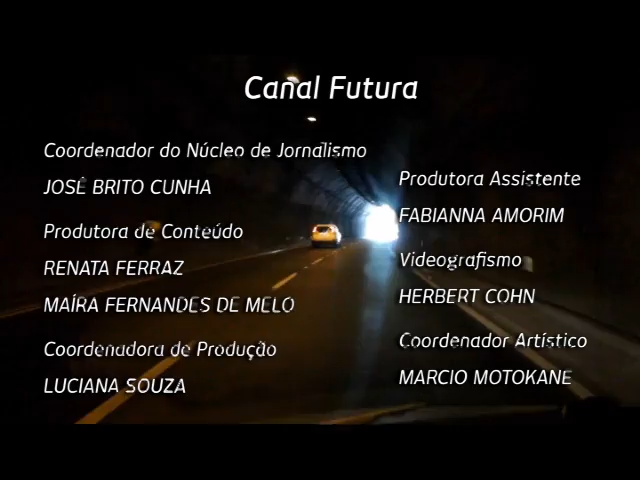 Canal Futura
Coordenador do Núcleo de Jornalismo
JOSÉ BRITO CUNHA
Produtora de Conteúdo
RENATA FERRAZ
MAÍRA FERNANDES DE MELO
Coordenadora de Produção
LUCIANA SOUZA
Produtora Assistente
FABIANNA AMORIM
Videografismo
HERBERT COHN
Coordenador Artístico
MARCIO MOTOKANE